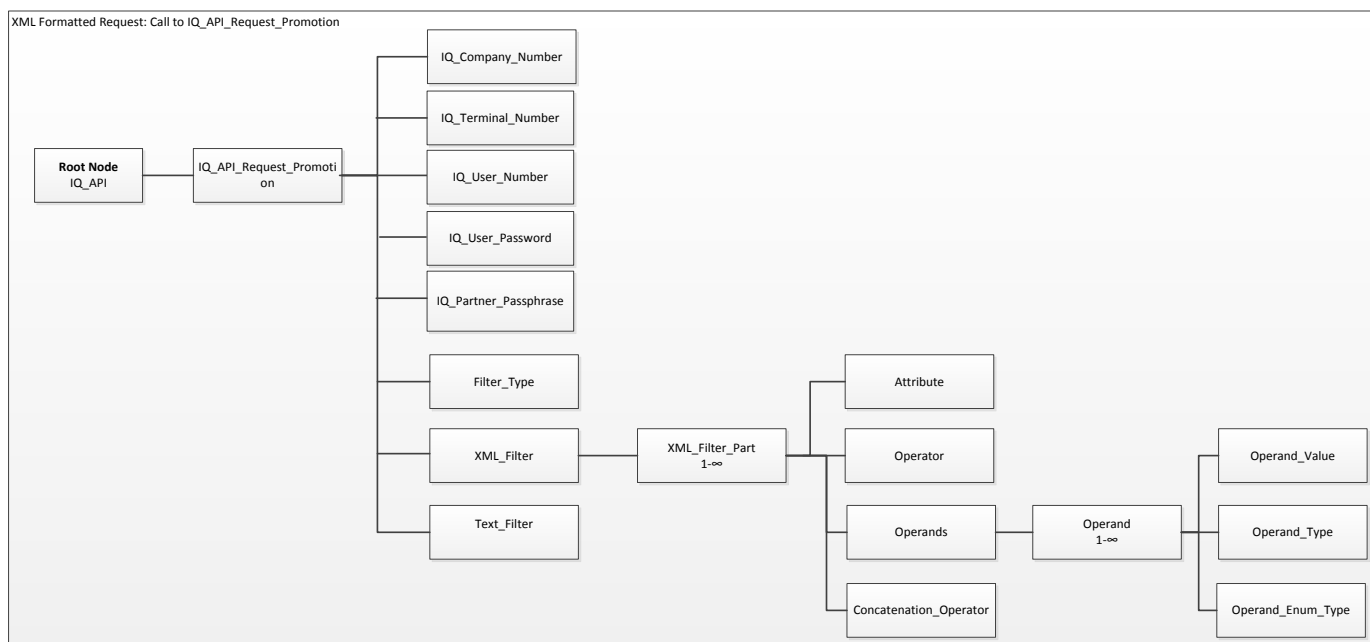 XML Formatted Request: Call to IQ_API_Request_Promotion
IQ_Company_Number
IQ_Terminal_Number
Root Node
IQ_API
IQ_API_Request_Promoti
on
IQ_User_Number
IQ_User_Password
IQ_Partner_Passphrase
Filter_Type
Attribute
XML_Filter
XML_Filter_Part
1-∞
Operator
Operand_Value
Text_Filter
Operands
Operand
1-∞
Operand_Type
Concatenation_Operator
Operand_Enum_Type